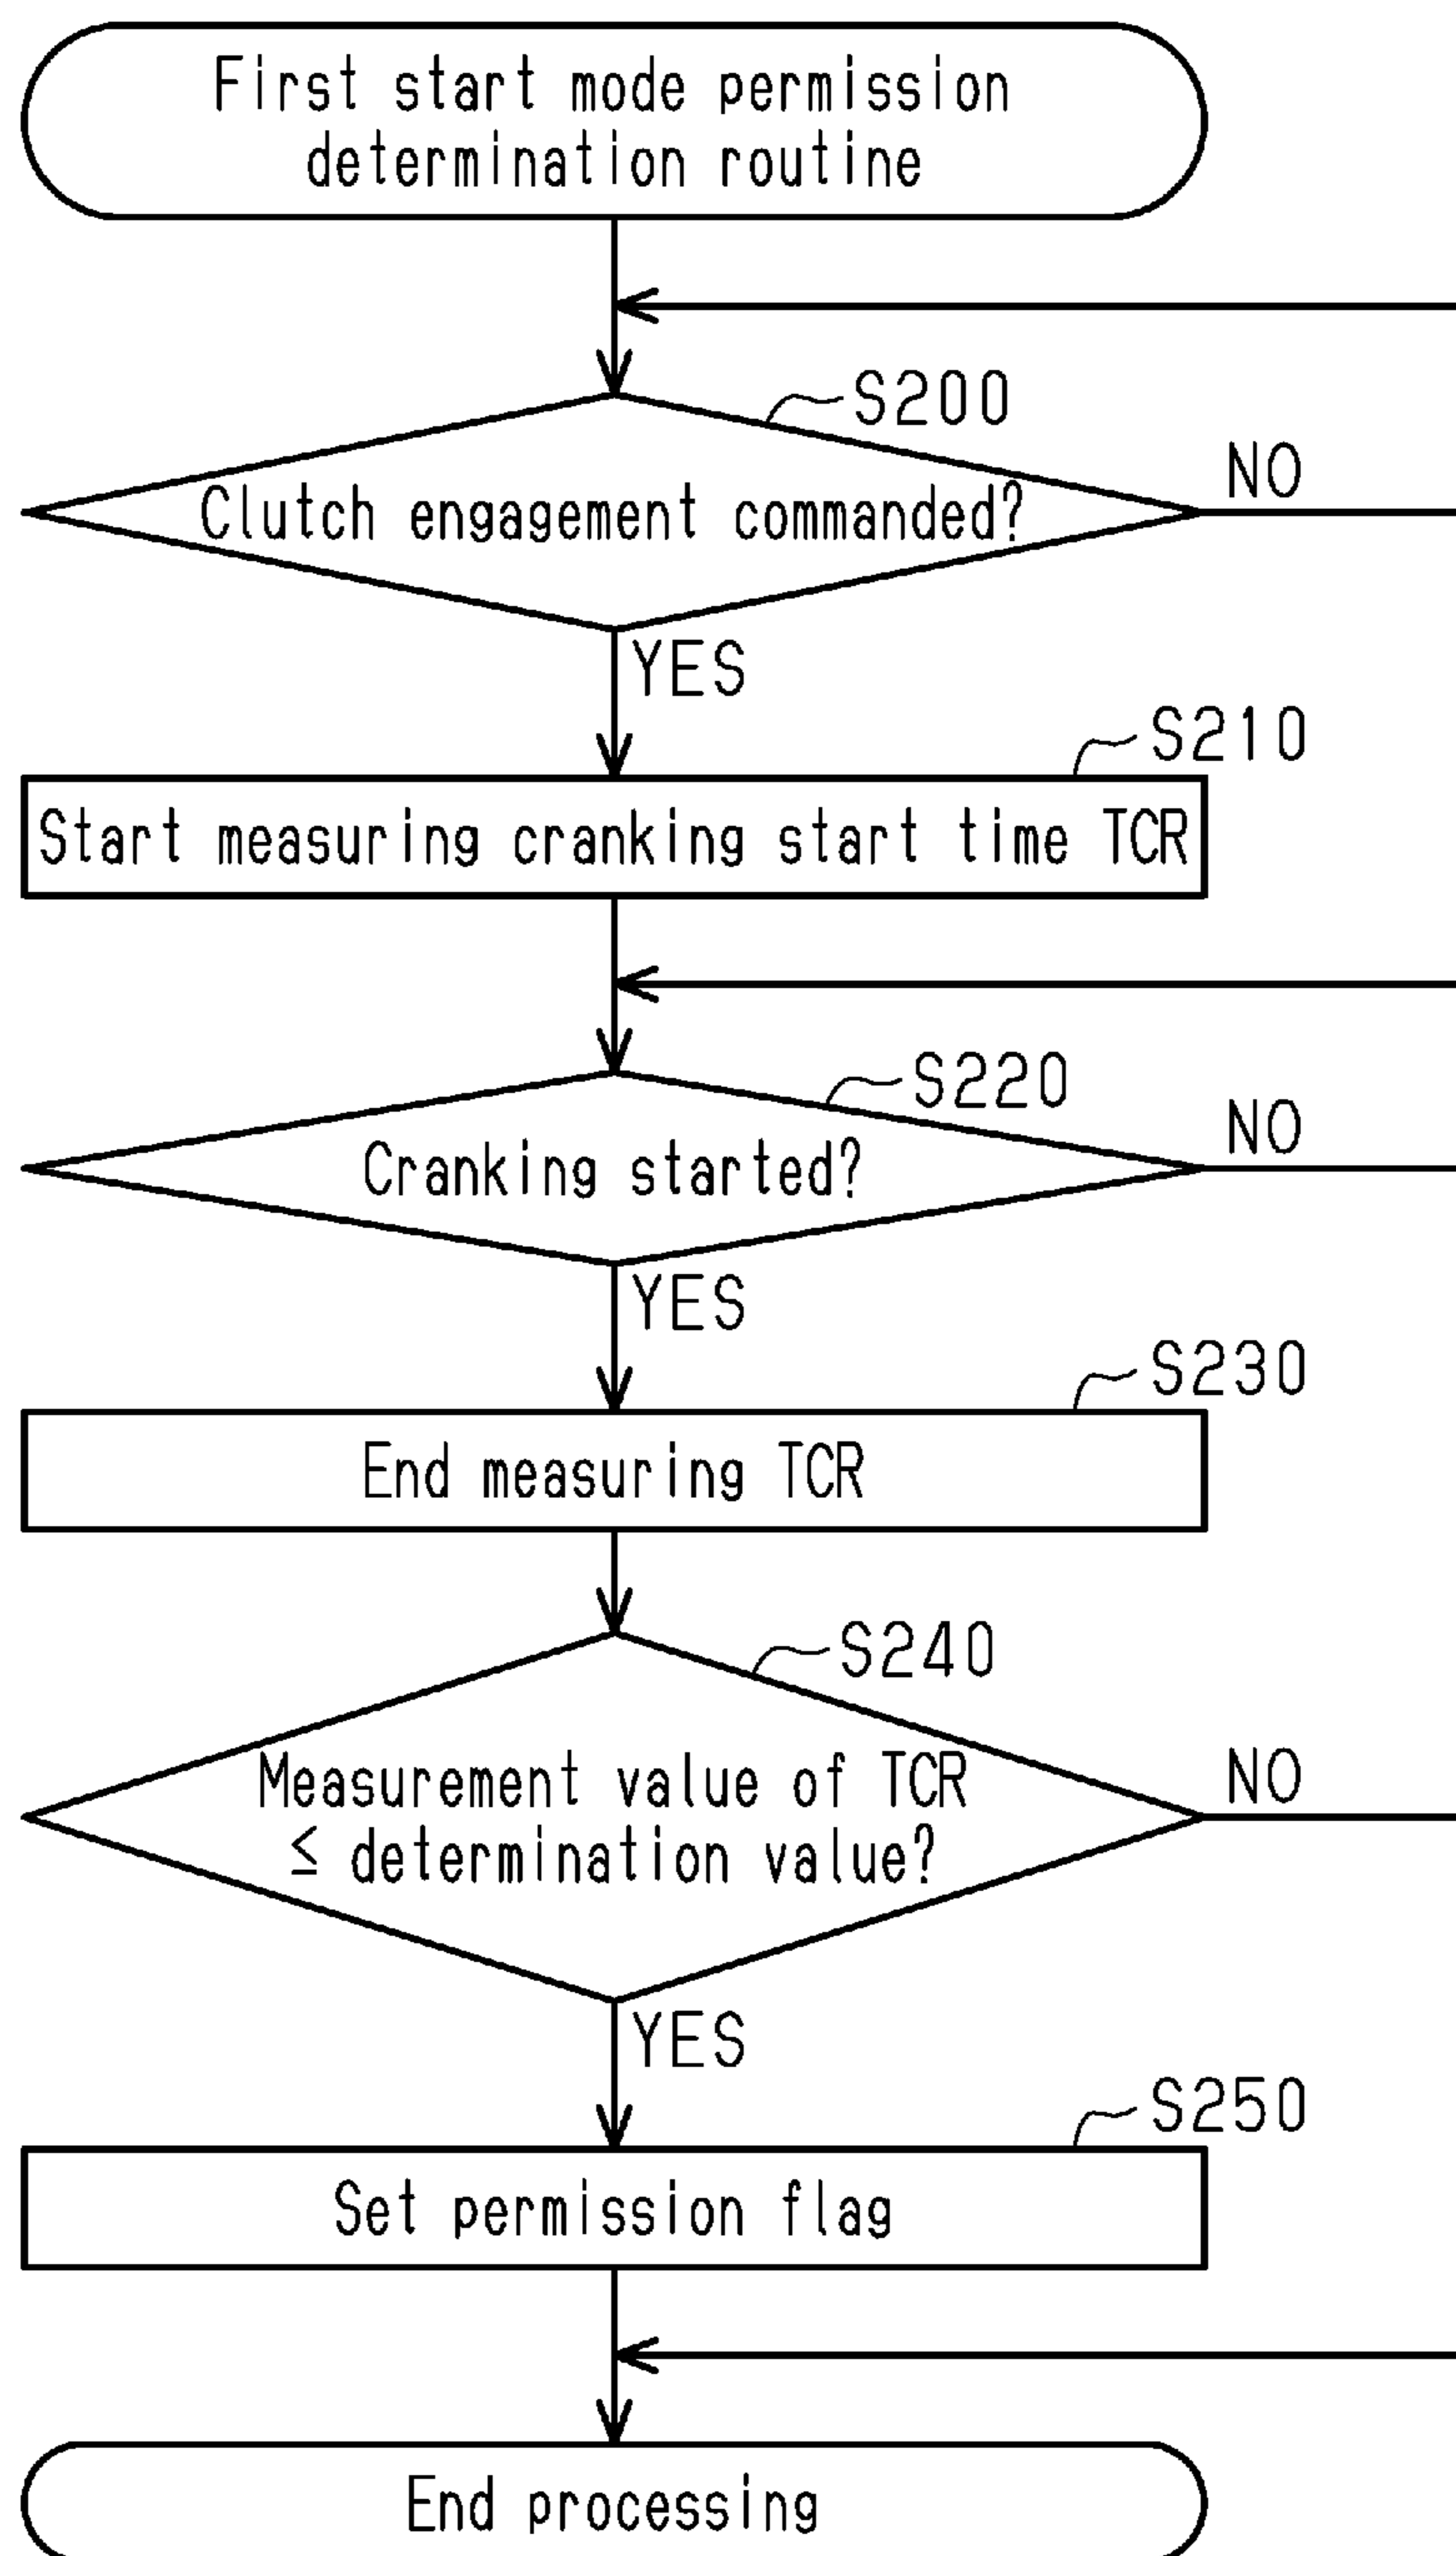 First start mode permission
determination routine
S200
Clutch engagement commanded?
NO
YES
S210
Start measuring cranking start time TCR
S220
Cranking started?
NO
YES
S230
End measuring TCR
S240
Measurement value of TCR
≤ determination value?
NO
YES
S250
Set permission flag
End processing